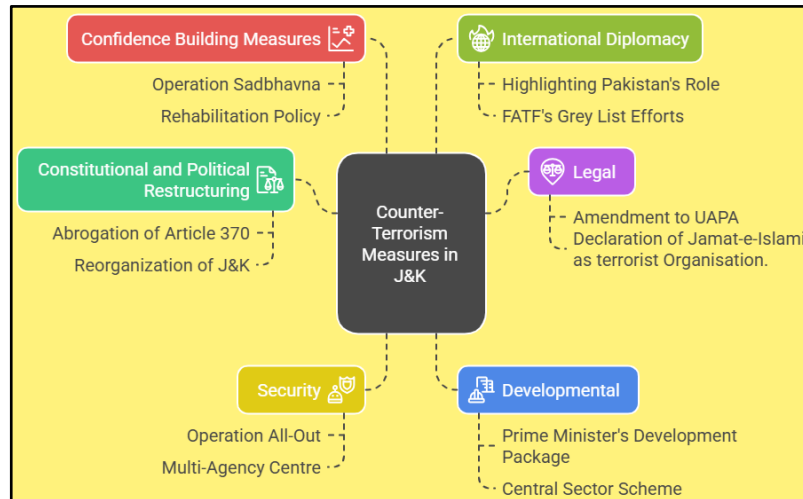 Confidence Building Measures
Operation Sadbhavna
Rehabilitation Policy
International Diplomacy
Highlighting Pakistan's Role
FATF's Grey List Efforts
Constitutional and Political
Restructuring
Abrogation of Article 370
Reorganization of J&K
Counter-
Terrorism
Measures in
J&K
Legal
Amendment to UAPA
Declaration of Jamat-e-Islami
as terrorist Organisation.
Security
Operation All-Out
Multi-Agency Centre
Developmental
Prime Minister's Development
Package
Central Sector Scheme